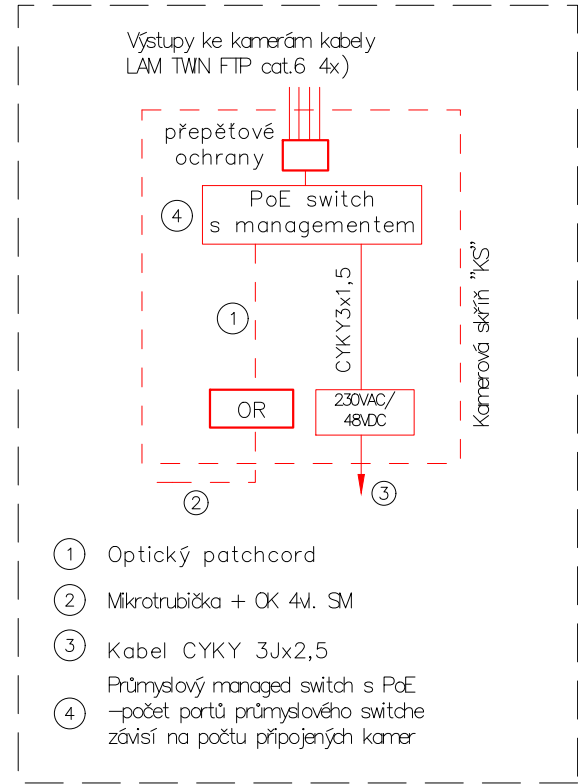 Výstupy ke kamerám kabely
LAM TWIN FTP cat.6 4x)
přepěťové
ochrany
4
PoE switch
s managementem
1
CYKY3x1,5
Kamerová skříň "KS"
OR
230VAC/
48VDC
2
3
1 Optický patchcord
2 Mikrotrubička + OK 4vl. SM
3 Kabel CYKY 3Jx2,5
4 Průmyslový managed switch s PoE
–počet portů průmyslového switche
závisí na počtu připojených kamer